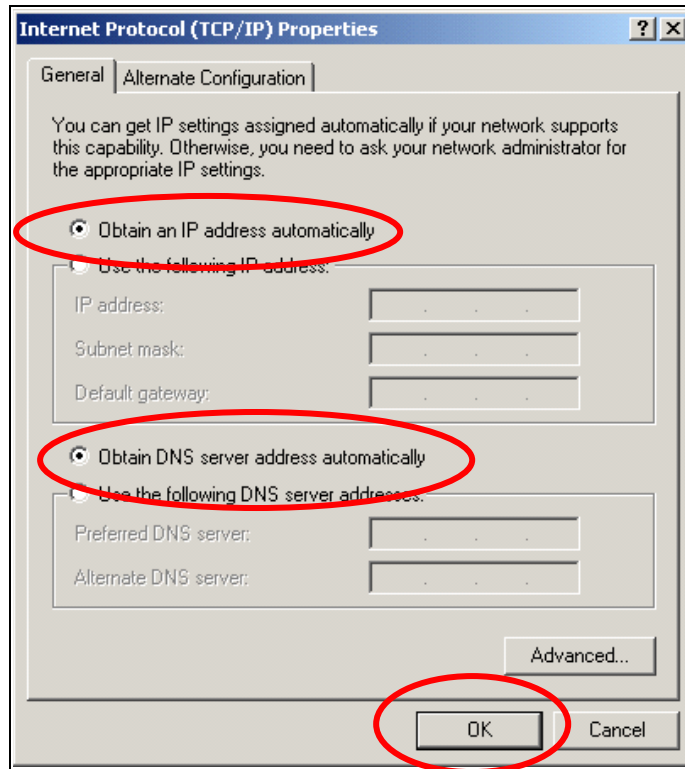 Internet Protocol (TCP/IP) Properties
General
Alternate Configuration
You can get IP settings assigned automatically if your network supports
this capability. Otherwise, you need to ask your network administrator for
the appropriate IP settings.
Obtain an IP address automatically
Use the following IP address:
IP address:
Subnet mask:
Default gateway:
Obtain DNS server address automatically
Use the following DNS server addresses:
Preferred DNS server:
Alternate DNS server:
Advanced...
OK
Cancel